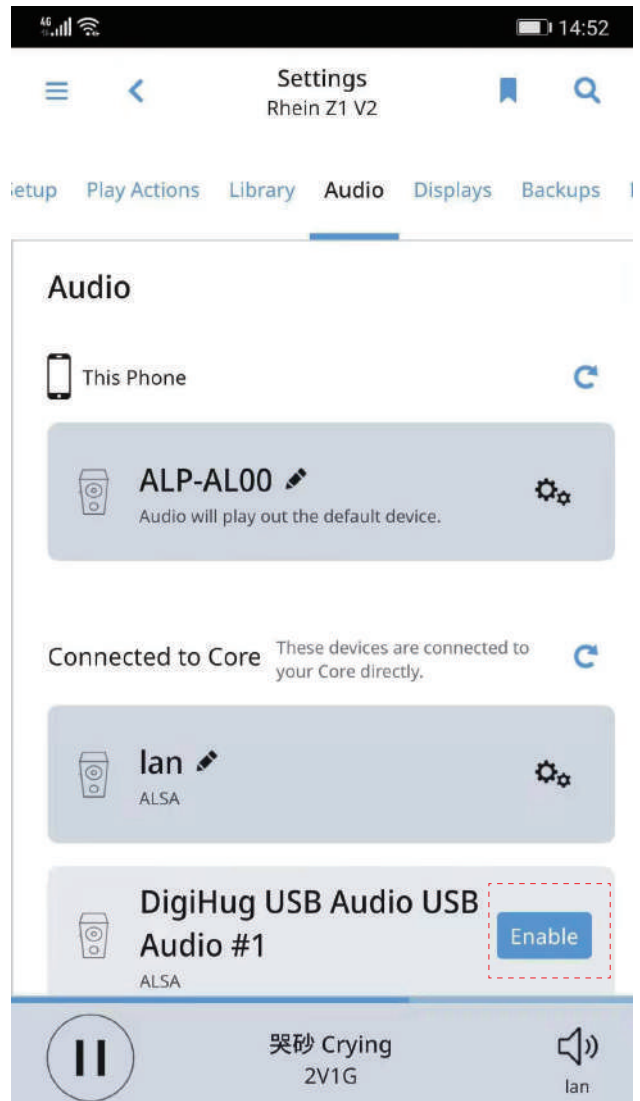 4G
14:52
Settings
Rhein Z1 V2
etup Play Actions Library Audio Displays Backups
Audio
This Phone
ALP-AL00
Audio will play out the default device.
Connected to Core
These devices are connected to
your Core directly.
lan
ALSA
DigiHug USB Audio USB
Audio #1
ALSA
Enable
哭砂 Crying
2V1G
lan